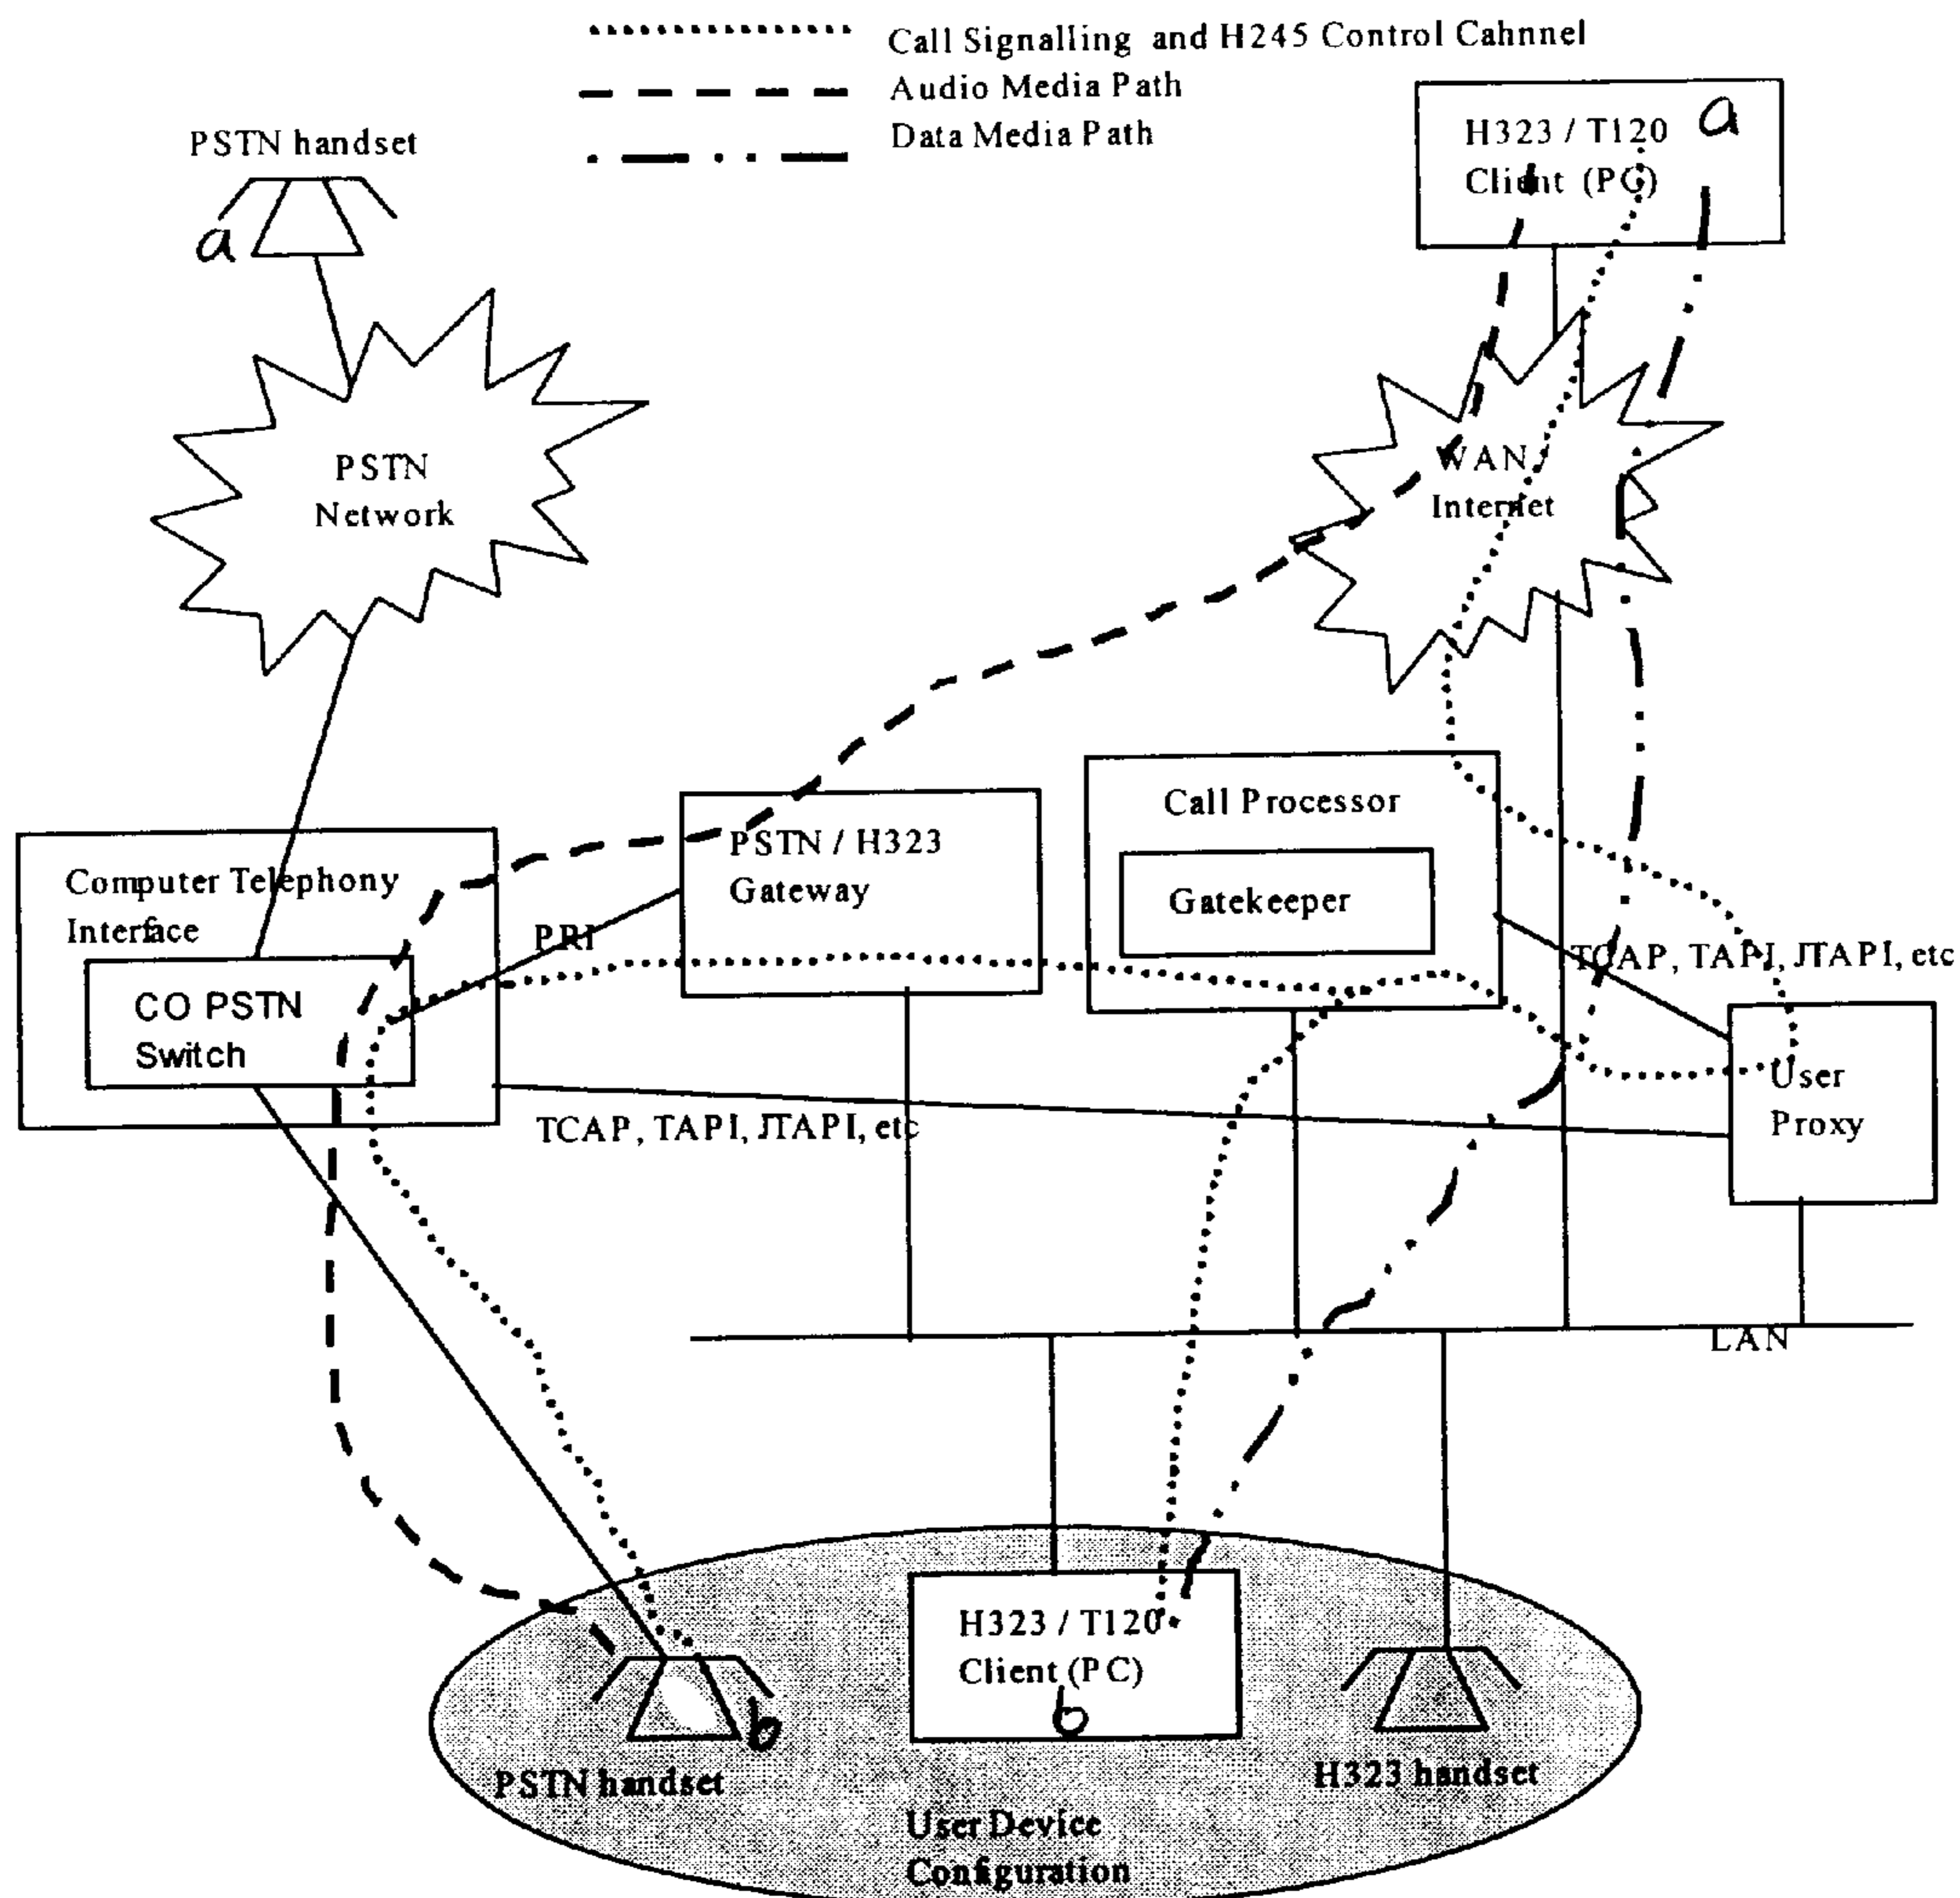 Call Signalling and H245 Control Cahnnel
Audio Media Path
Data Media Path
PSTN handset
a
H323 / T120
Client (PC)
a
PSTN
Network
WAN/
Internet
Computer Telephony
Interface
CO PSTN
Switch
PRI
PSTN / H323
Gateway
Call Processor
Gatekeeper
TCAP, TAPI, JTAPI, etc
User
Proxy
TCAP, TAPI, JTAPI, etc
LAN
PSTN handset
b
H323 / T120
Client (PC)
b
H323 handset
User Device
Configuration